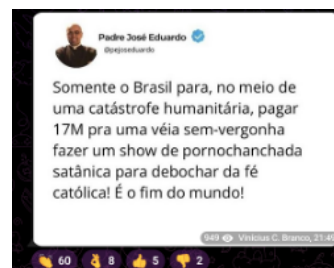 Padre José Eduardo
@pejoseduardo
Somente o Brasil para, no meio de
uma catástrofe humanitária, pagar
17M pra uma véia sem-vergonha
fazer um show de pornochanchada
satânica para debochar da fé
católica! É o fim do mundo!
949 Vinicius C. Branco, 21:49
60 8 5 2